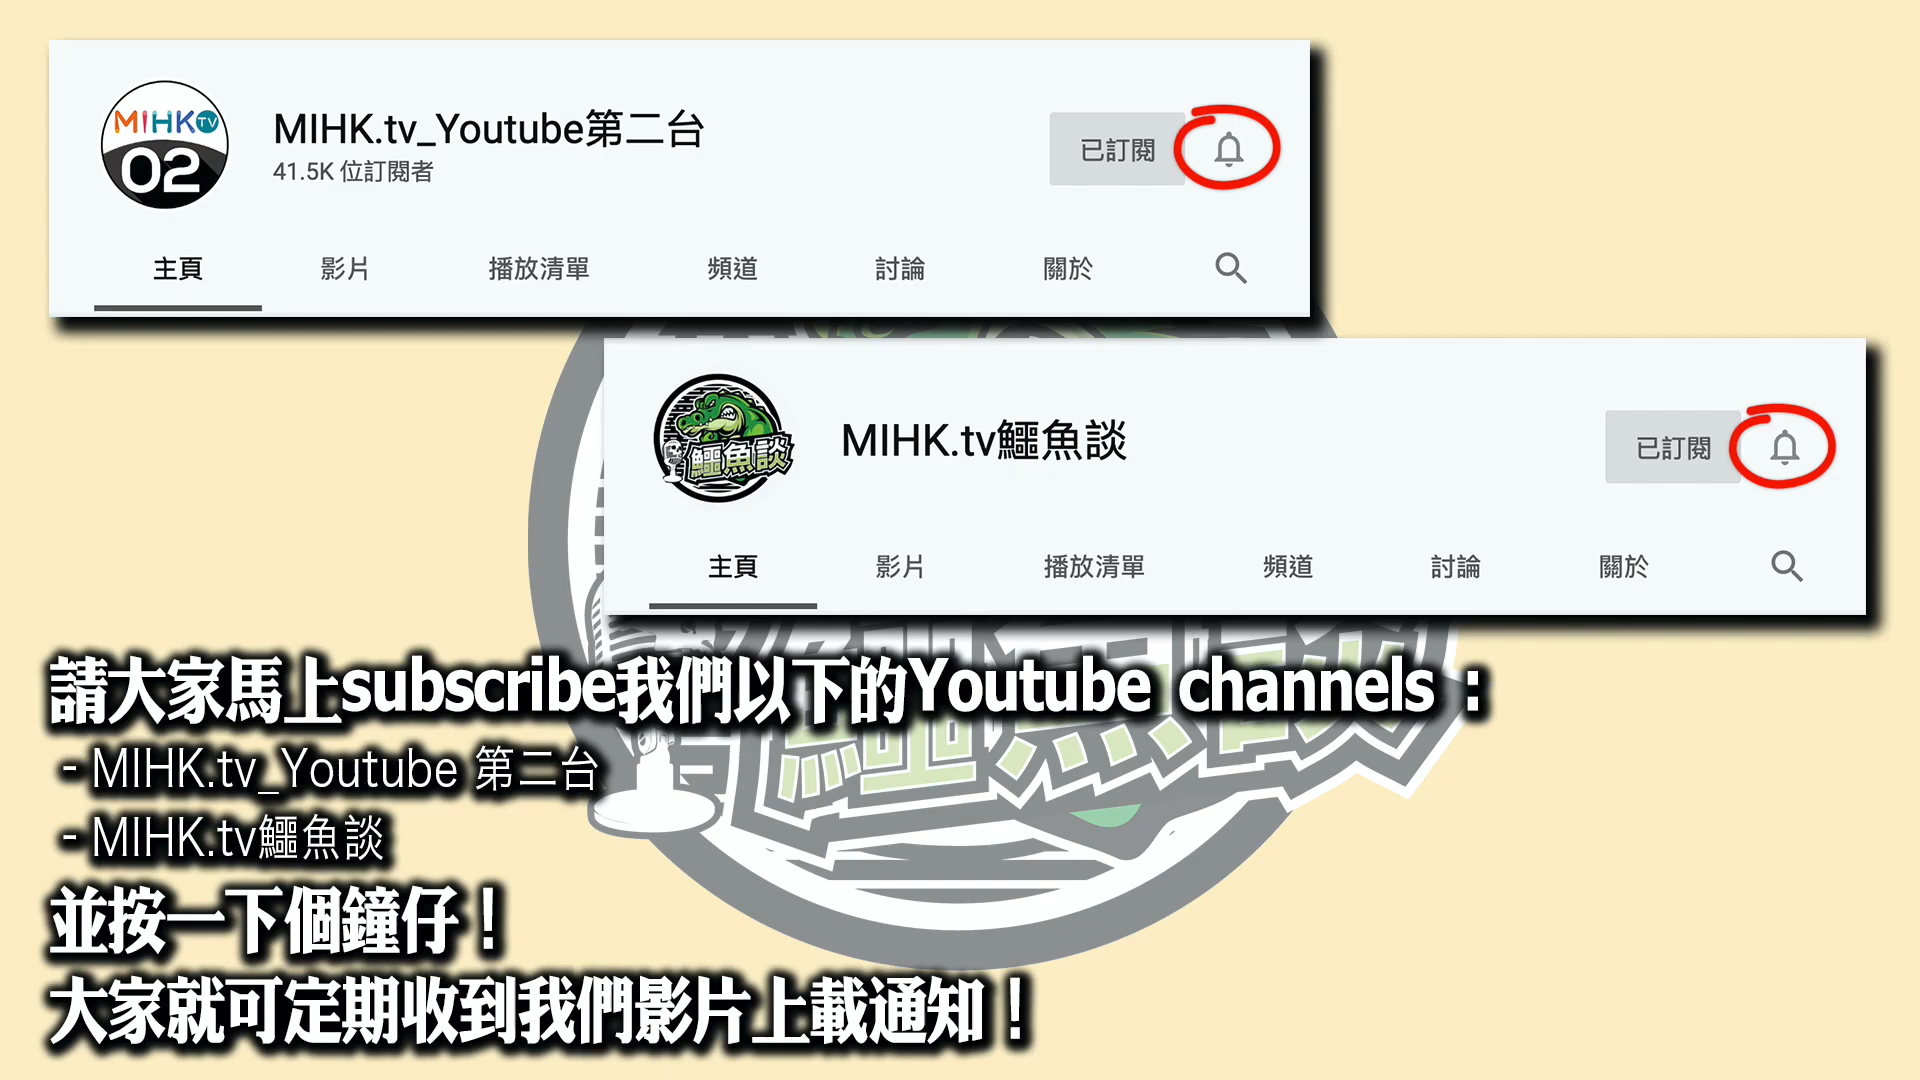 MIHK TV
02
MIHK.tv_Youtube第二台
41.5K 位訂閱者
已訂閱
主頁 影片 播放清單 頻道 討論 關於
鱷魚談
MIHK.tv鱷魚談
已訂閱
主頁 影片 播放清單 頻道 討論 關於
鱷魚談
請大家馬上subscribe我們以下的Youtube channels：
- MIHK.tv_Youtube 第二台
- MIHK.tv鱷魚談
並按一下個鐘仔！
大家就可定期收到我們影片上載通知！